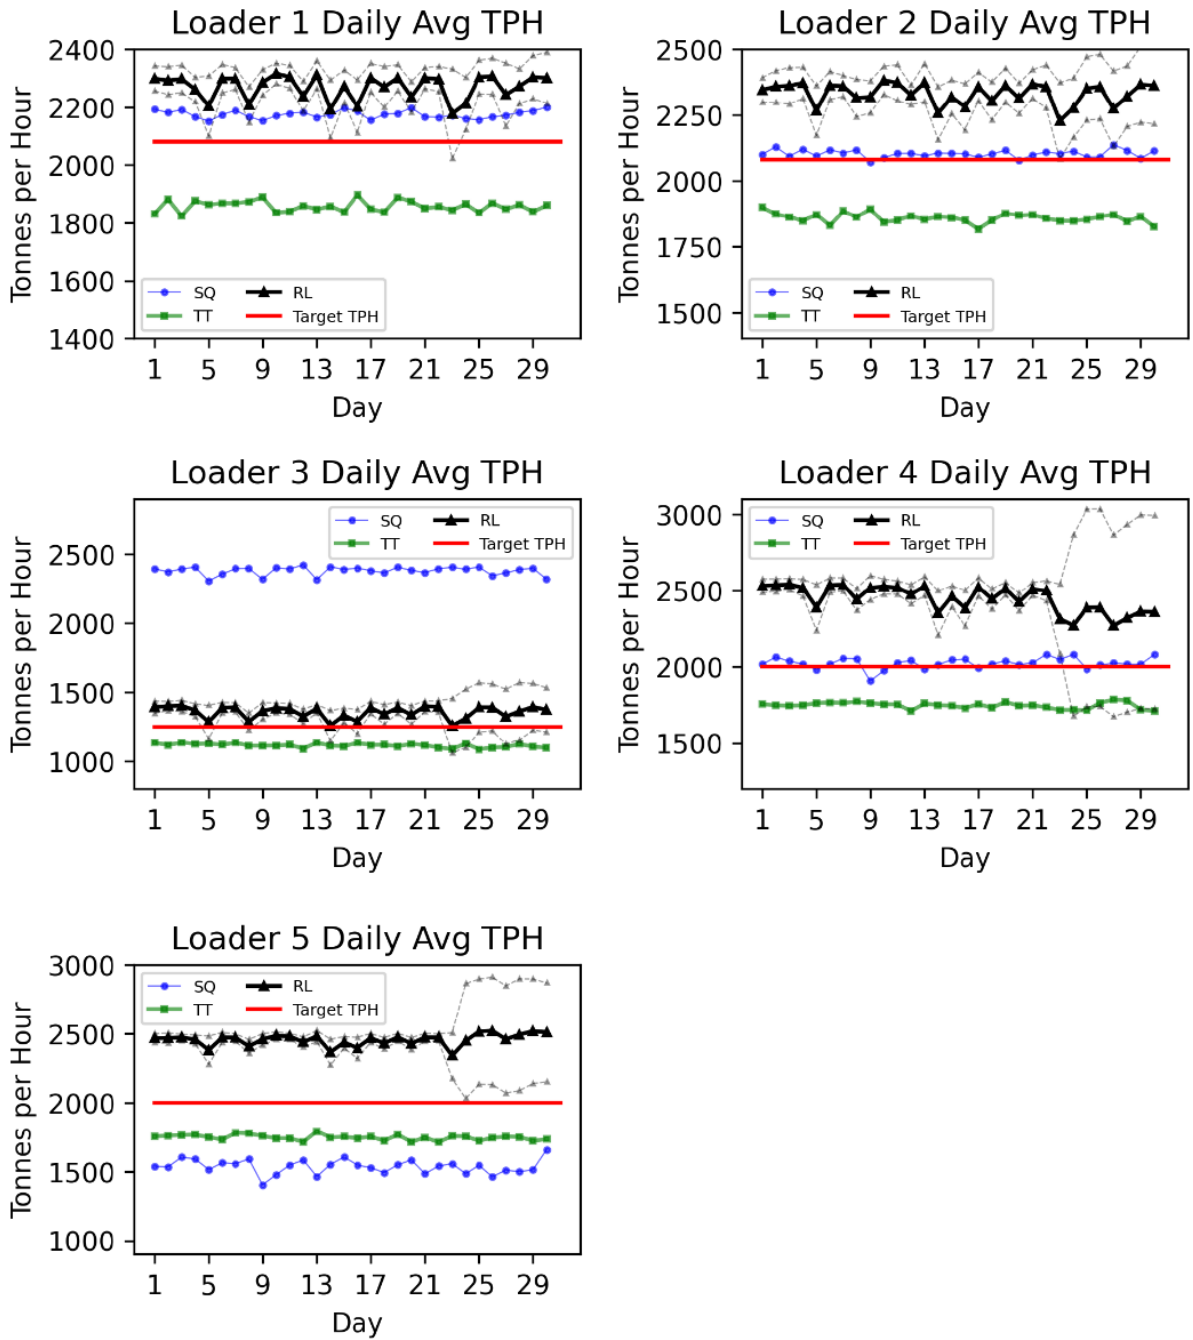 Loader 1 Daily Avg TPH
Tonnes per Hour
2400
2200
2000
1800
1600
1400
SQ RL
TT Target TPH
1 5 9 13 17 21 25 29
Day
Loader 2 Daily Avg TPH
Tonnes per Hour
2500
2250
2000
1750
1500
SQ RL
TT Target TPH
1 5 9 13 17 21 25 29
Day
Loader 3 Daily Avg TPH
Tonnes per Hour
2500
2000
1500
1000
SQ RL
TT Target TPH
1 5 9 13 17 21 25 29
Day
Loader 4 Daily Avg TPH
Tonnes per Hour
3000
2500
2000
1500
SQ RL
TT Target TPH
1 5 9 13 17 21 25 29
Day
Loader 5 Daily Avg TPH
Tonnes per Hour
3000
2500
2000
1500
1000
SQ RL
TT Target TPH
1 5 9 13 17 21 25 29
Day